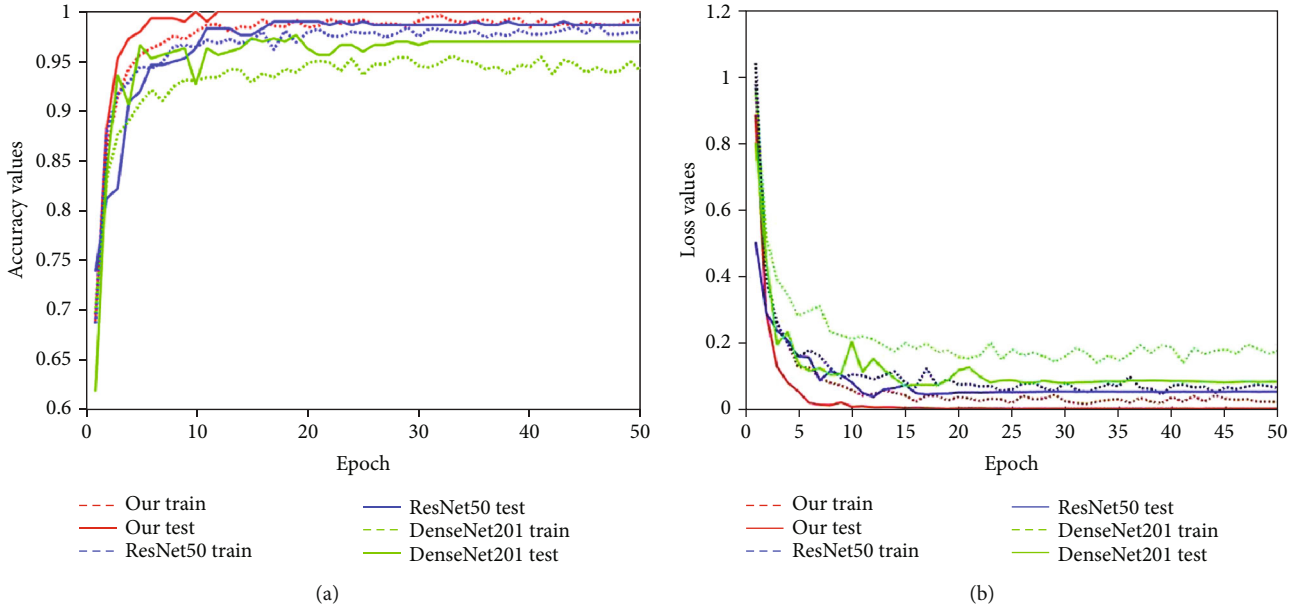 1
0.95
0.9
0.85
0.8
0.75
0.7
0.65
0.6
Accuracy values
0 10 20 30 40 50
Epoch
Our train
Our test
ResNet50 train
ResNet50 test
DenseNet201 train
DenseNet201 test
(a)
1.2
1
0.8
0.6
0.4
0.2
0
Loss values
0 5 10 15 20 25 30 35 40 45 50
Epoch
Our train
Our test
ResNet50 train
ResNet50 test
DenseNet201 train
DenseNet201 test
(b)